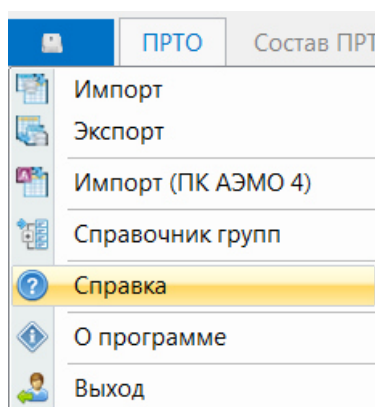 ПРТО Состав ПРТ
Импорт
Экспорт
Импорт (ПК АЭМО 4)
Справочник групп
Справка
О программе
Выход